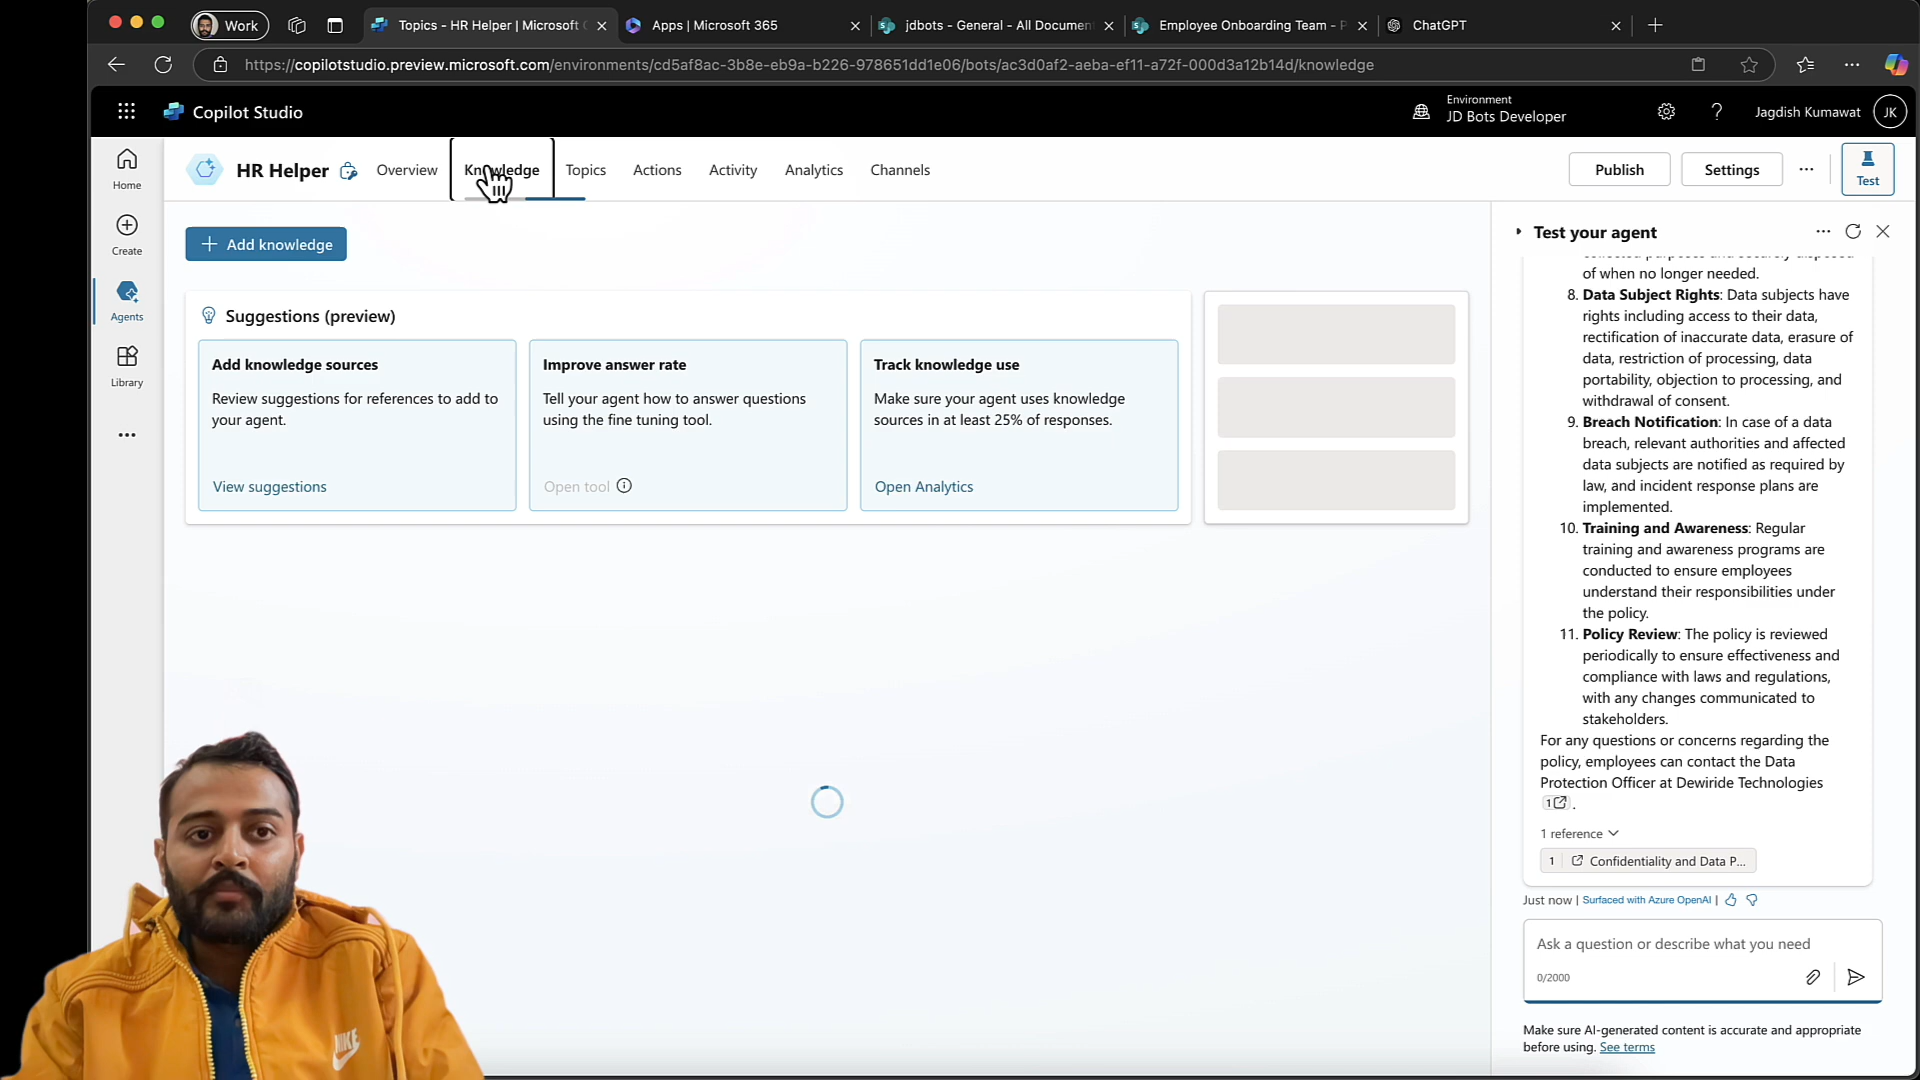 Work
Topics - HR Helper | Microsoft C
Apps | Microsoft 365
jdbots - General - All Documen
Employee Onboarding Team - P
ChatGPT
https://copilotstudio.preview.microsoft.com/environments/cd5af8ac-3b8e-eb9a-b226-978651dd1e06/bots/ac3d0af2-aeba-ef11-a72f-000d3a12b14d/knowledge
Copilot Studio
Environment
JD Bots Developer
?
Jagdish Kumawat
JK
Home
Create
Agents
Library
HR Helper
Overview
Knowledge
Topics
Actions
Activity
Analytics
Channels
Publish
Settings
Test
Add knowledge
Suggestions (preview)
Add knowledge sources
Review suggestions for references to add to
your agent.
View suggestions
Improve answer rate
Tell your agent how to answer questions
using the fine tuning tool.
Open tool
Track knowledge use
Make sure your agent uses knowledge
sources in at least 25% of responses.
Open Analytics
Test your agent
of when no longer needed.
8. Data Subject Rights: Data subjects have
rights including access to their data,
rectification of inaccurate data, erasure of
data, restriction of processing, data
portability, objection to processing, and
withdrawal of consent.
9. Breach Notification: In case of a data
breach, relevant authorities and affected
data subjects are notified as required by
law, and incident response plans are
implemented.
10. Training and Awareness: Regular
training and awareness programs are
conducted to ensure employees
understand their responsibilities under
the policy.
11. Policy Review: The policy is reviewed
periodically to ensure effectiveness and
compliance with laws and regulations,
with any changes communicated to
stakeholders.
For any questions or concerns regarding the
policy, employees can contact the Data
Protection Officer at Dewiride Technologies
1 .
1 reference
1 Confidentiality and Data P...
Just now | Surfaced with Azure OpenAI |
Ask a question or describe what you need
0/2000
Make sure AI-generated content is accurate and appropriate
before using. See terms
NIKE